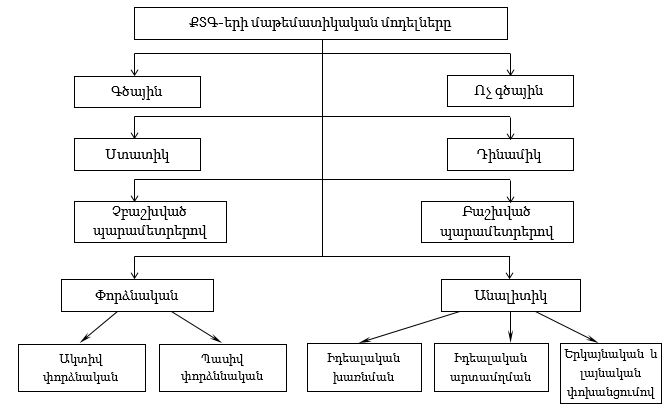 ՔՏԳ-երի մաթեմատիկական մոդելները
Գծային
Ոչ գծային
Ստատիկ
Դինամիկ
Չբաշխված
պարամետրերով
Բաշխված
պարամետրերով
Փորձնական
Անալիտիկ
Ակտիվ
փորձնական
Պասիվ
փորձննական
Իդեալական
խառնման
Իդեալական
արտամղման
Երկայնական և
լայնական
փոխանցումով